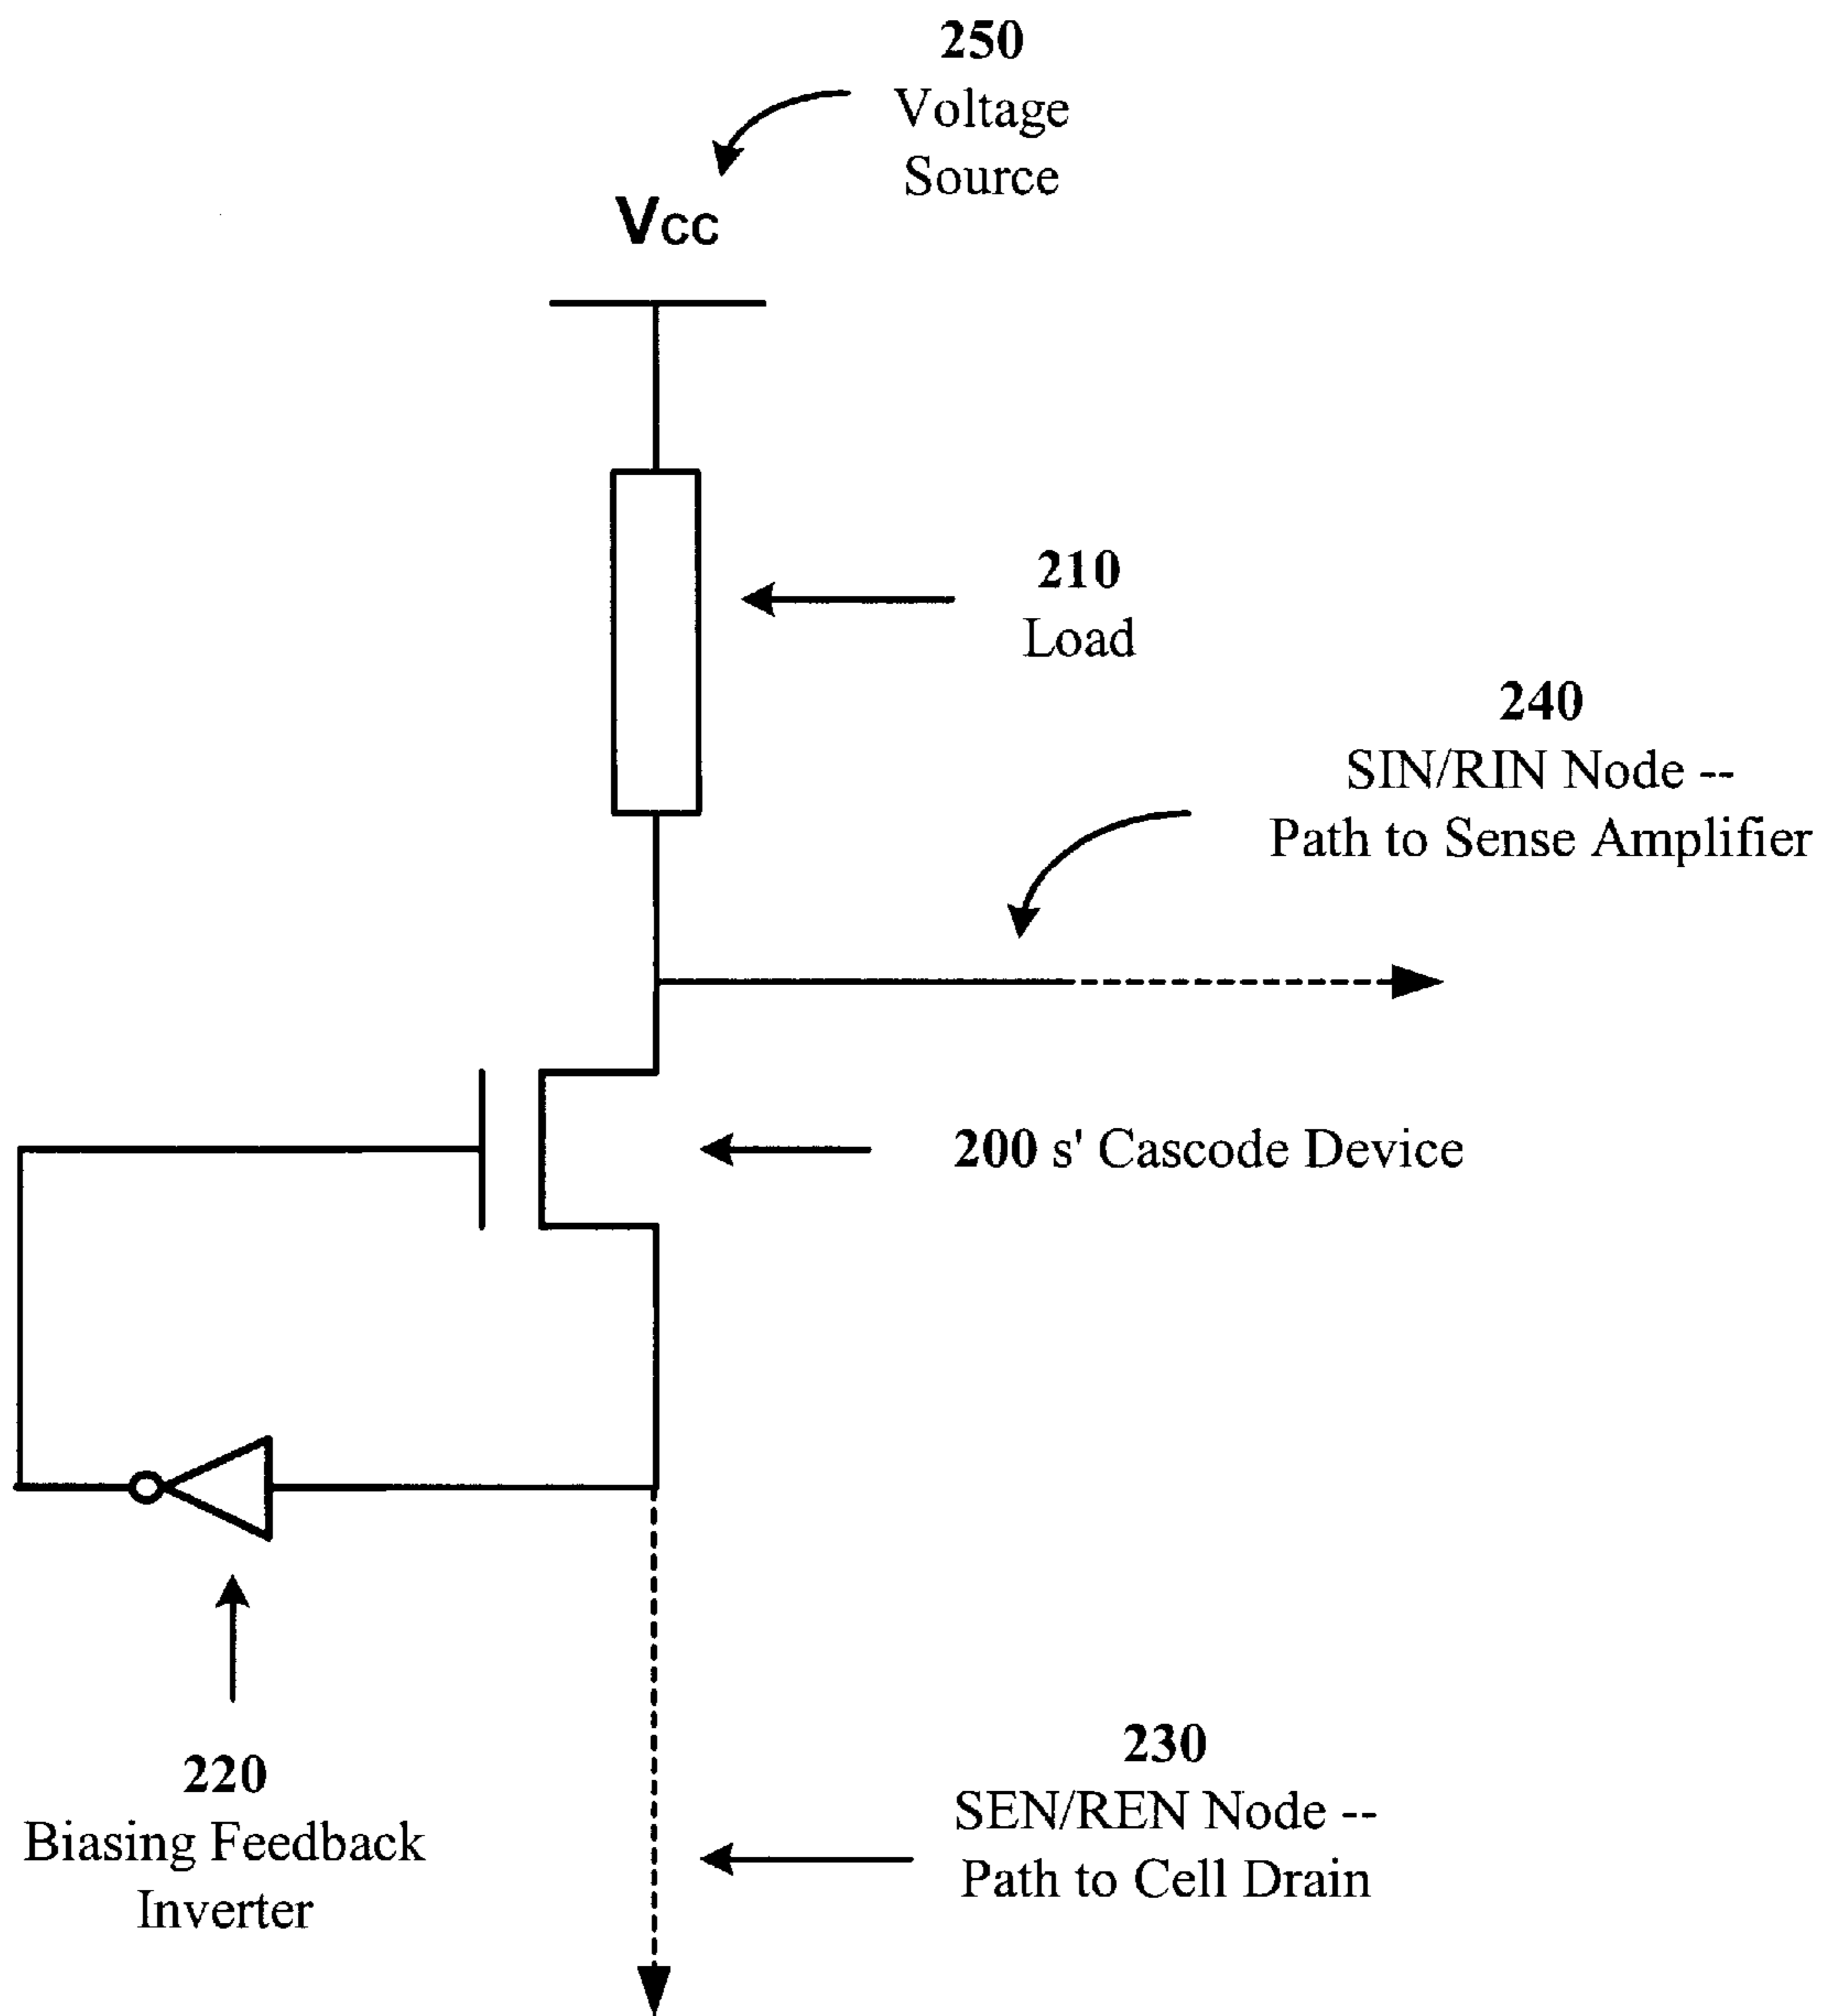 250
Voltage
Source
Vcc
210
Load
240
SIN/RIN Node --
Path to Sense Amplifier
200 s' Cascode Device
220
Biasing Feedback
Inverter
230
SEN/REN Node --
Path to Cell Drain